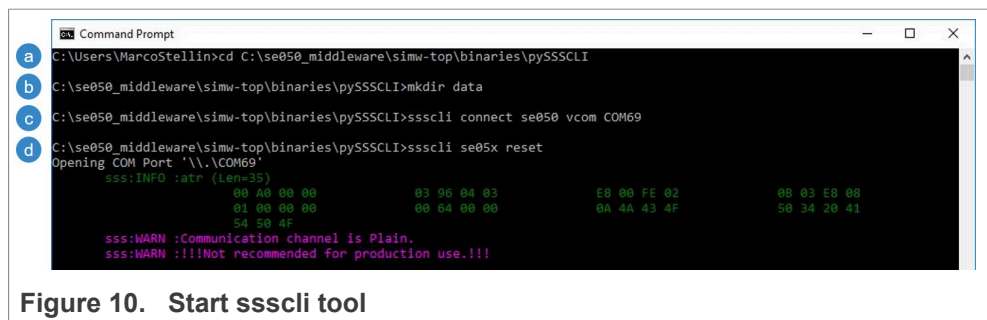 Command Prompt
a C:\Users\MarcoStellin>cd C:\se050_middleware\simw-top\binaries\pySSSCLI
b C:\se050_middleware\simw-top\binaries\pySSSCLI>mkdir data
c C:\se050_middleware\simw-top\binaries\pySSSCLI>ssscli connect se050 vcom COM69
d C:\se050_middleware\simw-top\binaries\pySSSCLI>ssscli se05x reset
Opening COM Port '\\.\COM69'
sss:INFO :atr (Len=35)
00 A0 00 00 03 96 04 03 E8 00 FE 02 0B 03 E8 08
01 00 00 00 00 64 00 00 0A 4A 43 4F 50 34 20 41
54 50 4F
sss:WARN :Communication channel is Plain.
sss:WARN :!!!Not recommended for production use.!!!
Figure 10. Start ssscli tool